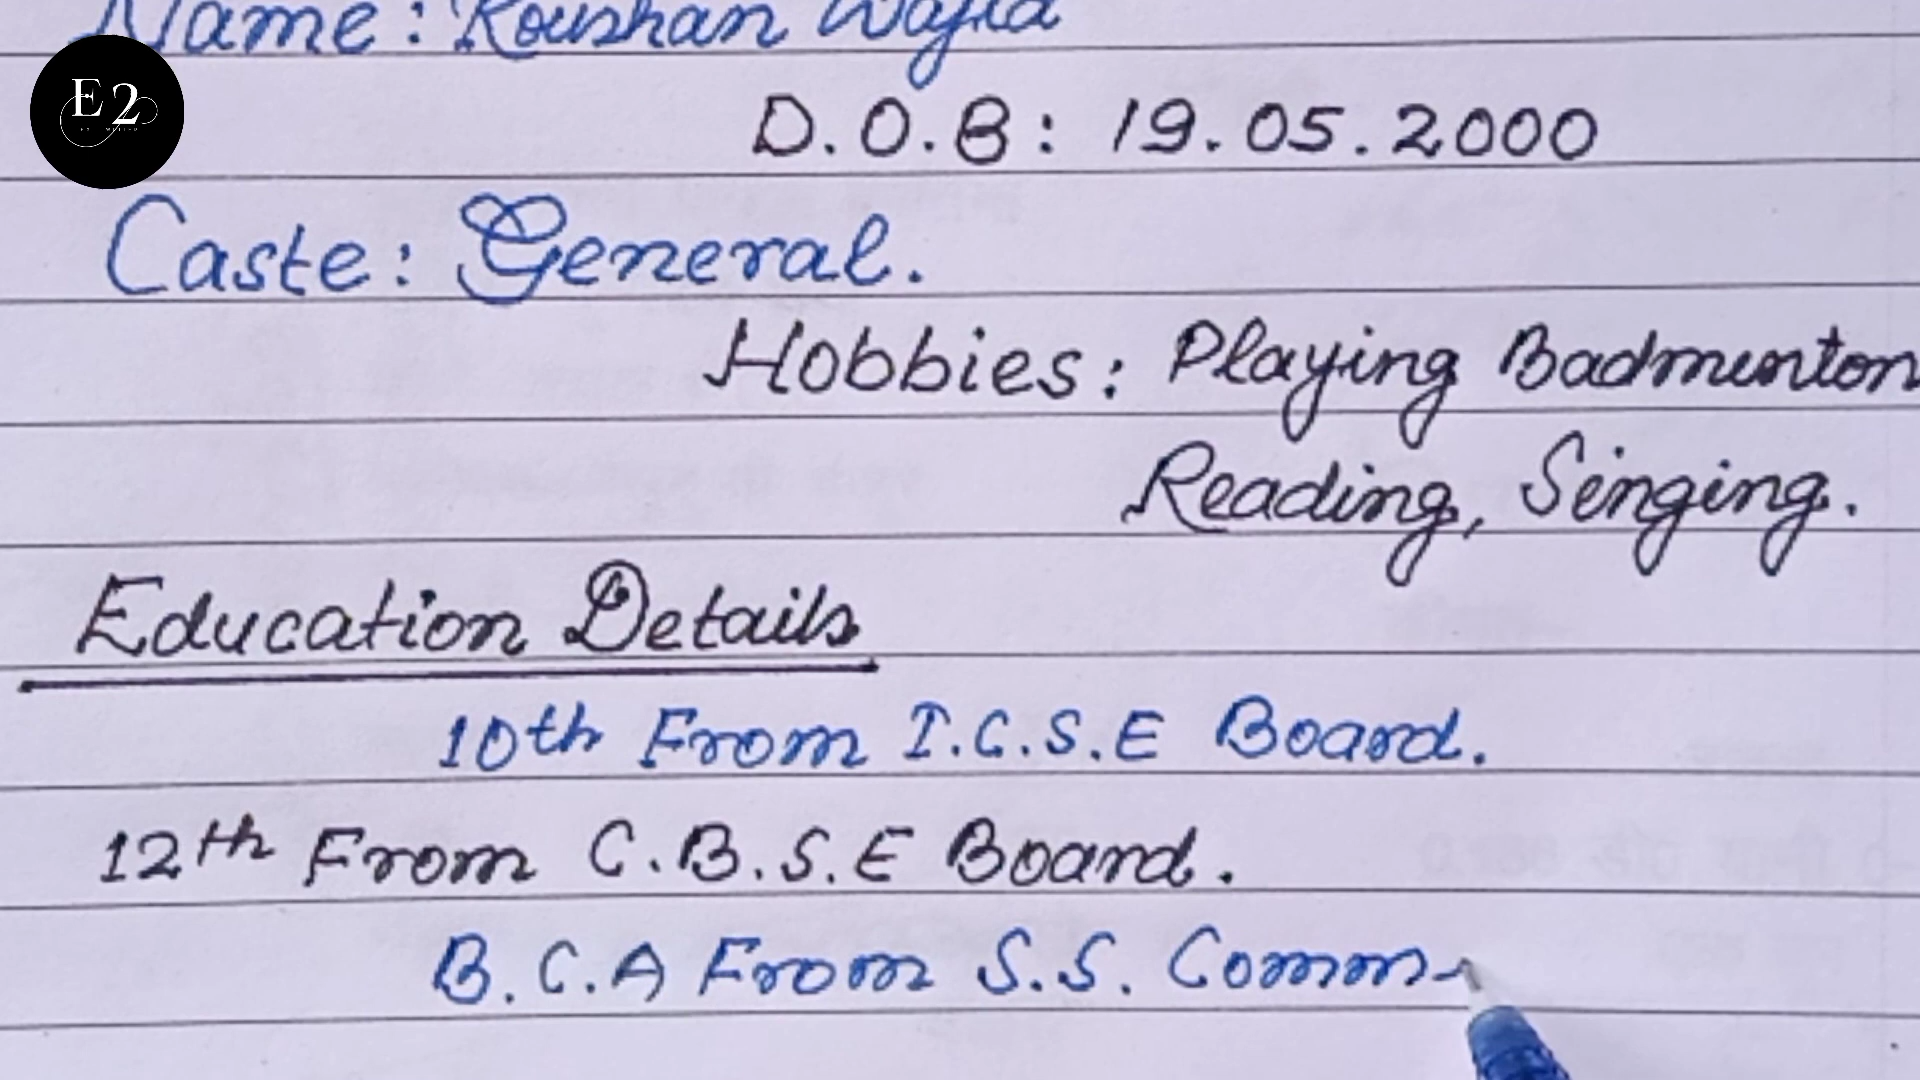 E2
Name: Roushan Wajid
D.O.B: 19.05.2000
Caste: General.
Hobbies: Playing Badmunton
Reading, Singing.
Education Details
10th From I.C.S.E Board.
12th From C.B.S.E Board.
B.C.A From S.S. Comm